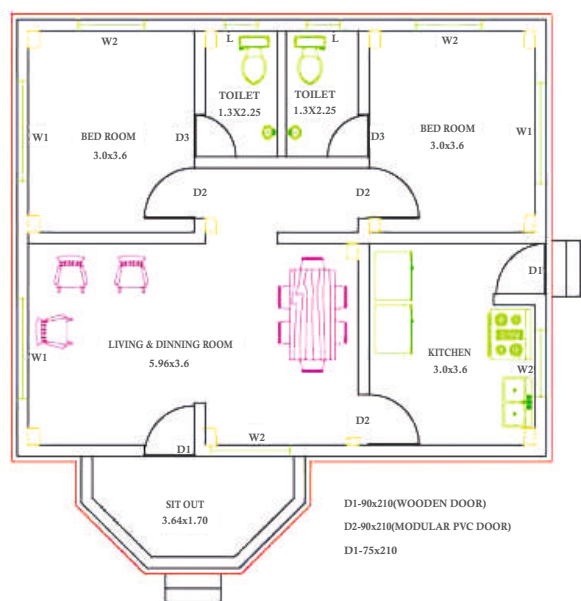 W2
L
L
W2
TOILET
1.3X2.25
TOILET
1.3X2.25
W1
BED ROOM
3.0x3.6
D3
D3
BED ROOM
3.0x3.6
W1
D2
D2
D1
LIVING & DINNING ROOM
5.96x3.6
W1
KITCHEN
3.0x3.6
W2
D2
D1
W2
SIT OUT
3.64x1.70
D1-90x210(WOODEN DOOR)
D2-90x210(MODULAR PVC DOOR)
D1-75x210